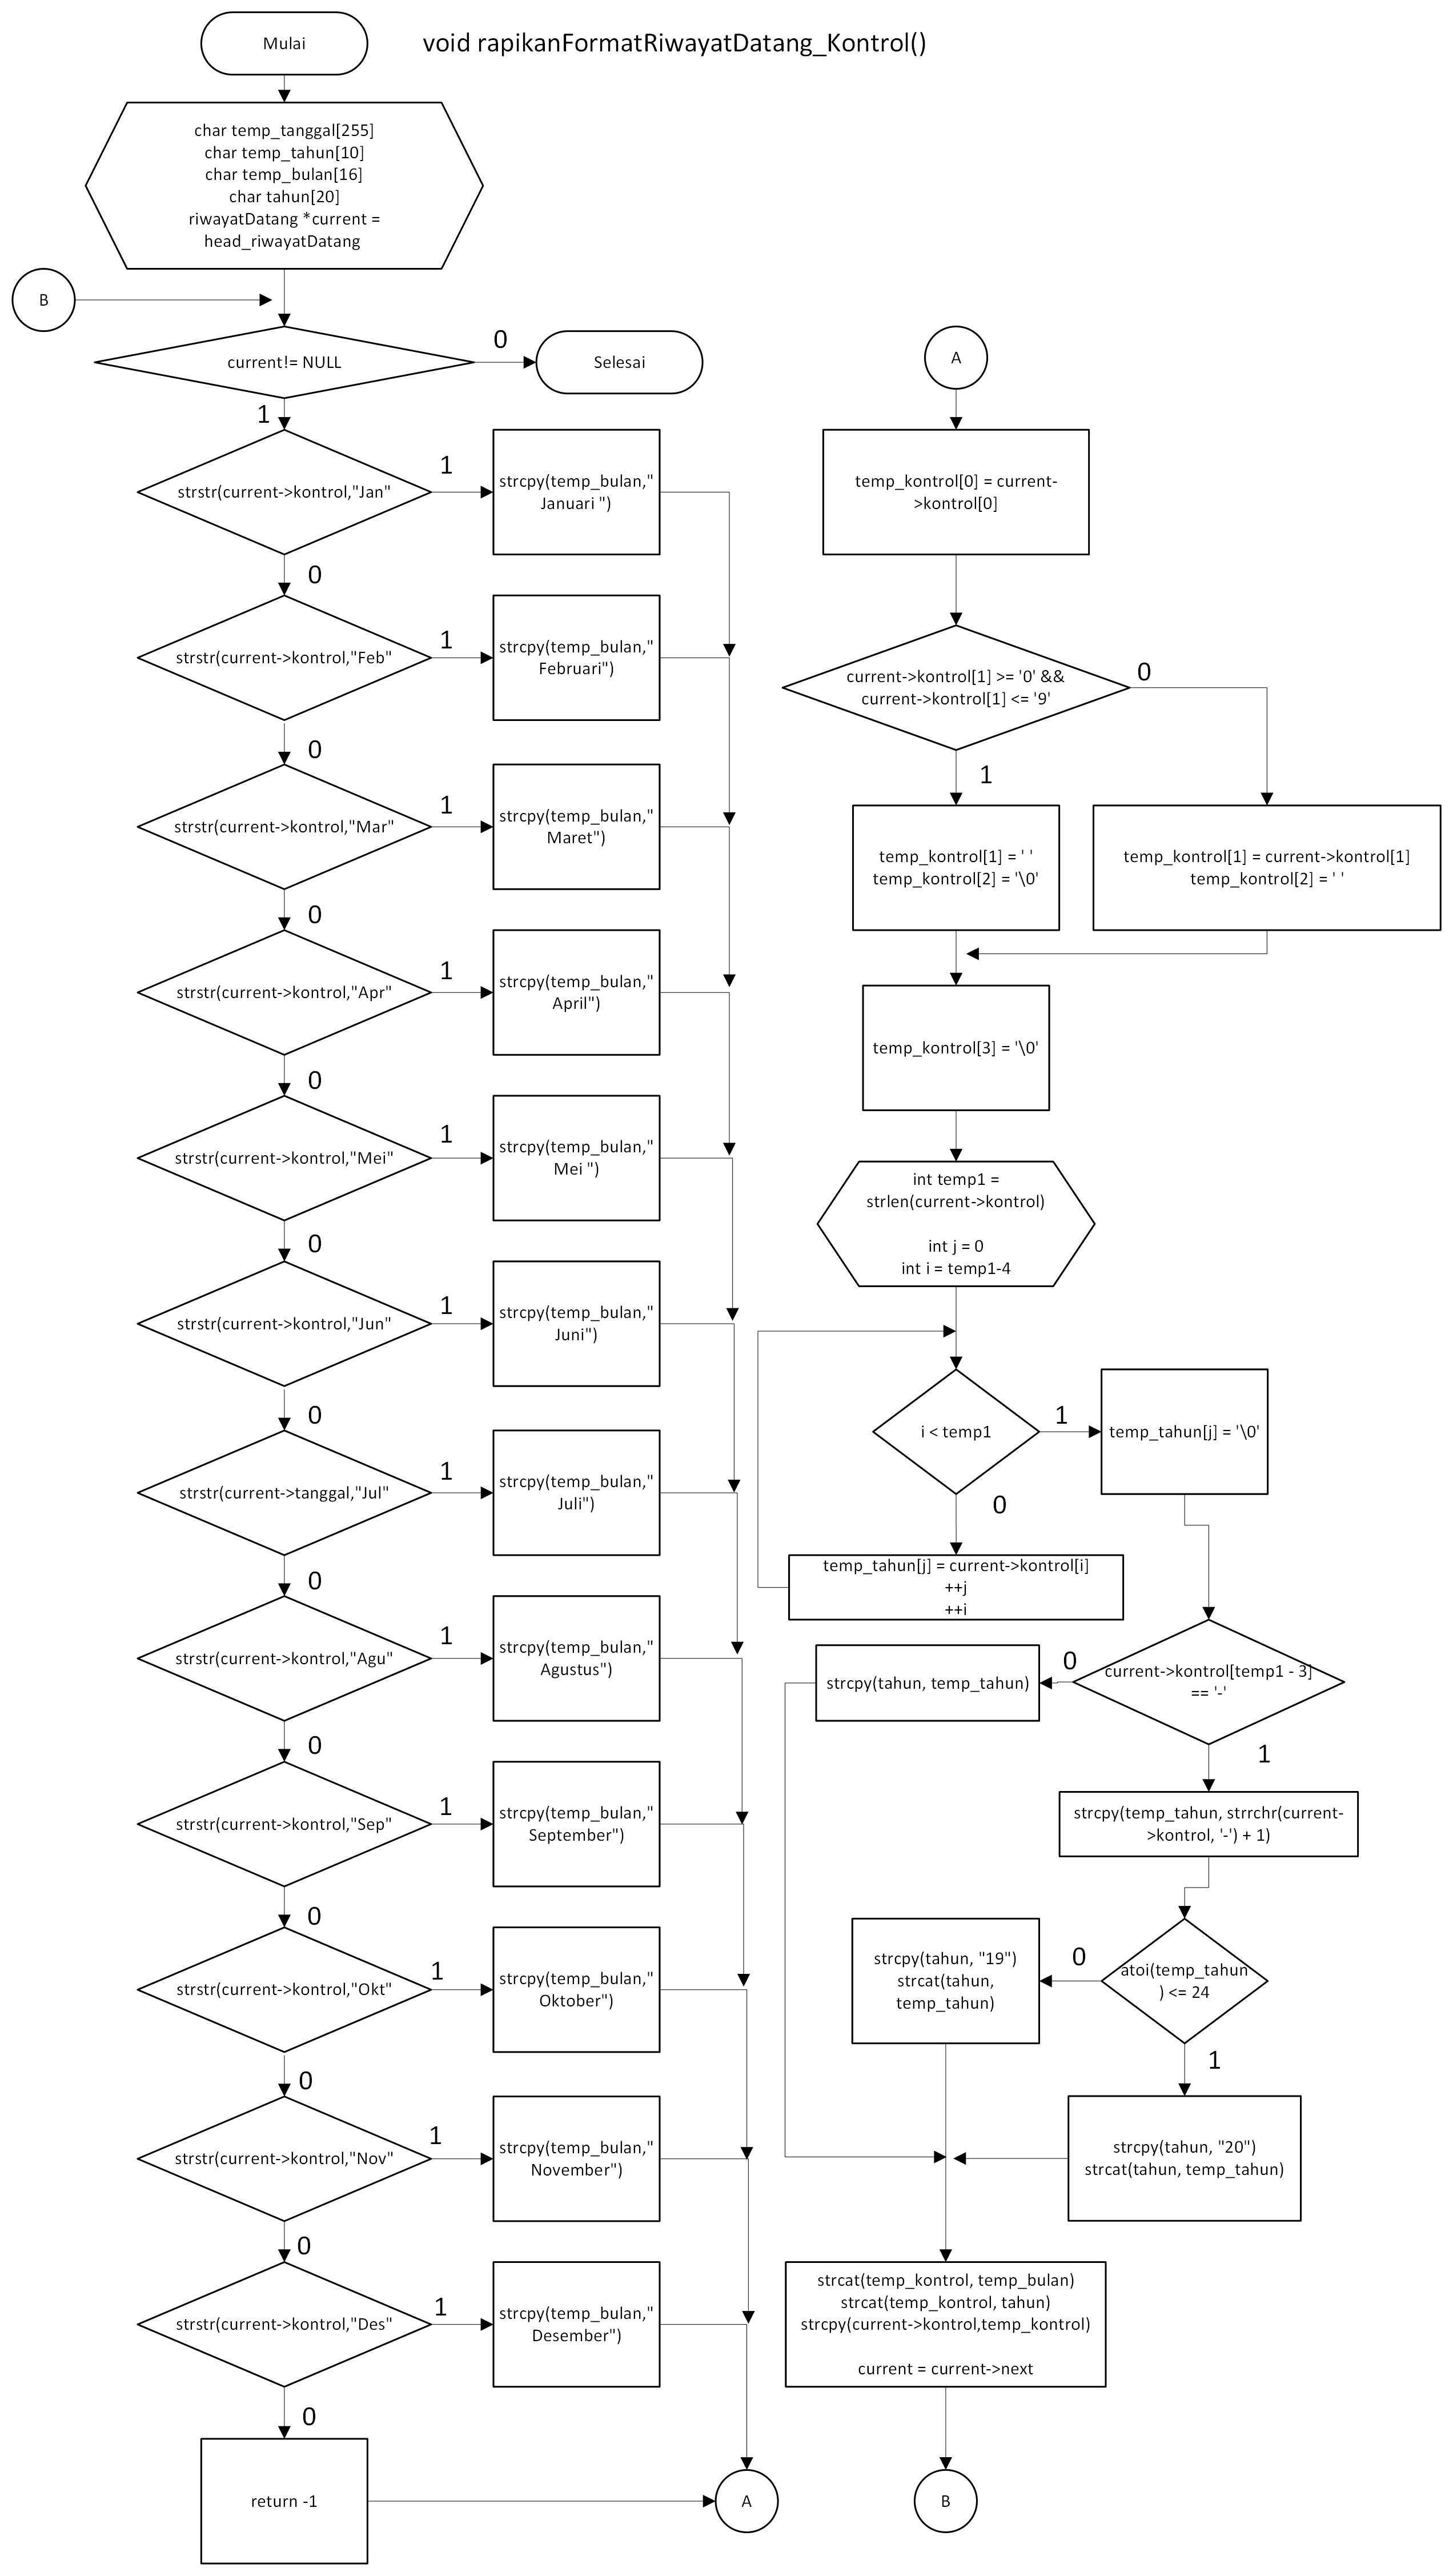 Mulai
void rapikanFormatRiwayatDatang_Kontrol()
char temp_tanggal[255]
char temp_tahun[10]
char temp_bulan[16]
char tahun[20]
riwayatDatang *current =
head_riwayatDatang
B
current!= NULL
0
Selesai
1
strstr(current->kontrol,"Jan"
1
strcpy(temp_bulan,"
Januari ")
0
strstr(current->kontrol,"Feb"
1
strcpy(temp_bulan,"
Februari")
0
strstr(current->kontrol,"Mar"
1
strcpy(temp_bulan,"
Maret")
0
strstr(current->kontrol,"Apr"
1
strcpy(temp_bulan,"
April")
0
strstr(current->kontrol,"Mei"
1
strcpy(temp_bulan,"
Mei ")
0
strstr(current->kontrol,"Jun"
1
strcpy(temp_bulan,"
Juni")
0
strstr(current->tanggal,"Jul"
1
strcpy(temp_bulan,"
Juli")
0
strstr(current->kontrol,"Agu"
1
strcpy(temp_bulan,"
Agustus")
0
strstr(current->kontrol,"Sep"
1
strcpy(temp_bulan,"
September")
0
strstr(current->kontrol,"Okt"
1
strcpy(temp_bulan,"
Oktober")
0
strstr(current->kontrol,"Nov"
1
strcpy(temp_bulan,"
November")
0
strstr(current->kontrol,"Des"
1
strcpy(temp_bulan,"
Desember")
0
return -1
A
A
temp_kontrol[0] = current-
>kontrol[0]
current->kontrol[1] >= '0' &&
current->kontrol[1] <= '9'
0
1
temp_kontrol[1] = ' '
temp_kontrol[2] = '\0'
temp_kontrol[1] = current->kontrol[1]
temp_kontrol[2] = ' '
temp_kontrol[3] = '\0'
int temp1 =
strlen(current->kontrol)
int j = 0
int i = temp1-4
i < temp1
1
temp_tahun[j] = '\0'
0
temp_tahun[j] = current->kontrol[i]
++j
++i
current->kontrol[temp1 - 3]
== '-'
0
strcpy(tahun, temp_tahun)
1
strcpy(temp_tahun, strrchr(current-
>kontrol, '-') + 1)
atoi(temp_tahun
) <= 24
0
strcpy(tahun, "19")
strcat(tahun,
temp_tahun)
1
strcpy(tahun, "20")
strcat(tahun, temp_tahun)
strcat(temp_kontrol, temp_bulan)
strcat(temp_kontrol, tahun)
strcpy(current->kontrol,temp_kontrol)
current = current->next
B